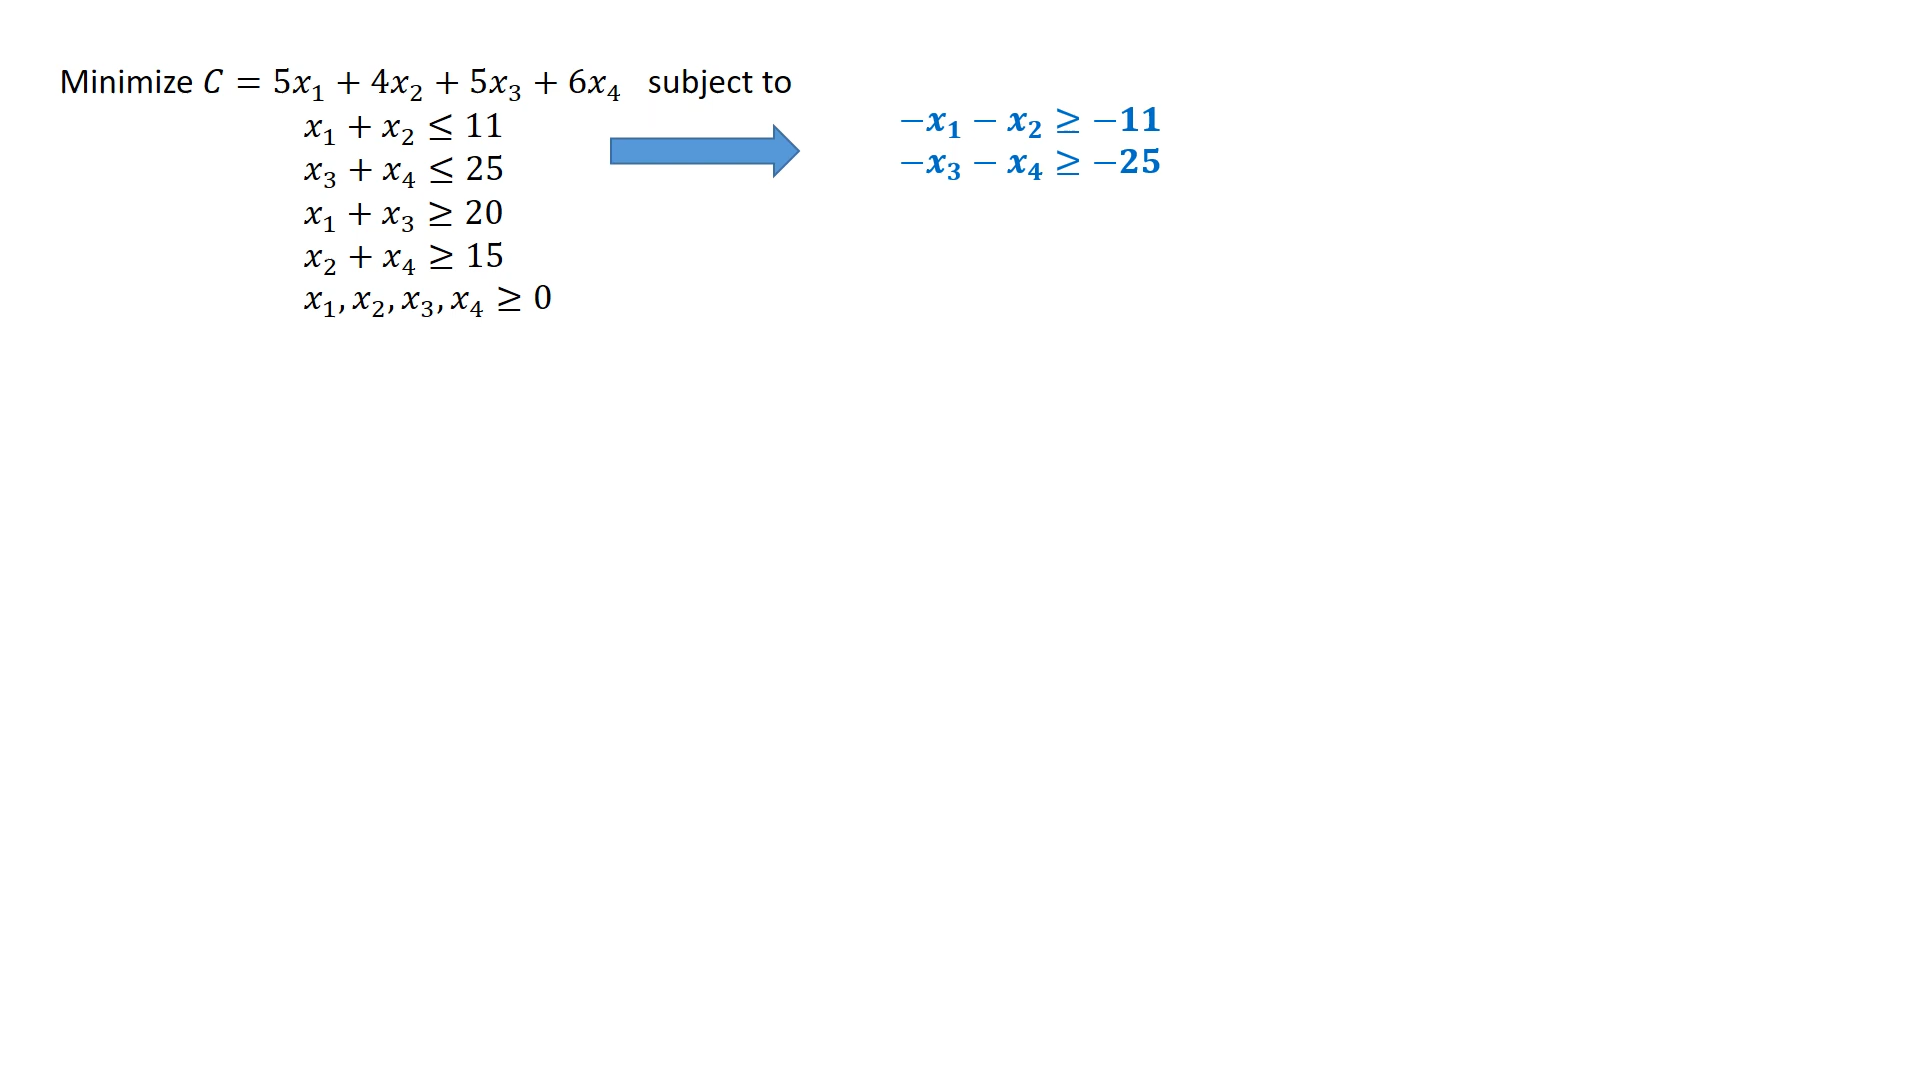 Minimize 𝐶 = 5𝑥₁ + 4𝑥₂ + 5𝑥₃ + 6𝑥₄ subject to
𝑥₁ + 𝑥₂ ≤ 11
𝑥₃ + 𝑥₄ ≤ 25
𝑥₁ + 𝑥₃ ≥ 20
𝑥₂ + 𝑥₄ ≥ 15
𝑥₁, 𝑥₂, 𝑥₃, 𝑥₄ ≥ 0
−𝒙₁ − 𝒙₂ ≥ −𝟏𝟏
−𝒙₃ − 𝒙₄ ≥ −𝟐𝟓